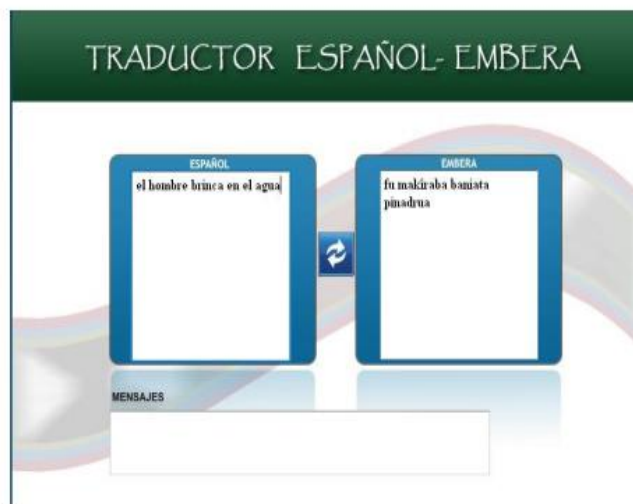 TRADUCTOR ESPAÑOL- EMBERA
ESPAÑOL
el hombre brinca en el agua
EMBERA
fu makiraba baniata
pinadrua
MENSAJES